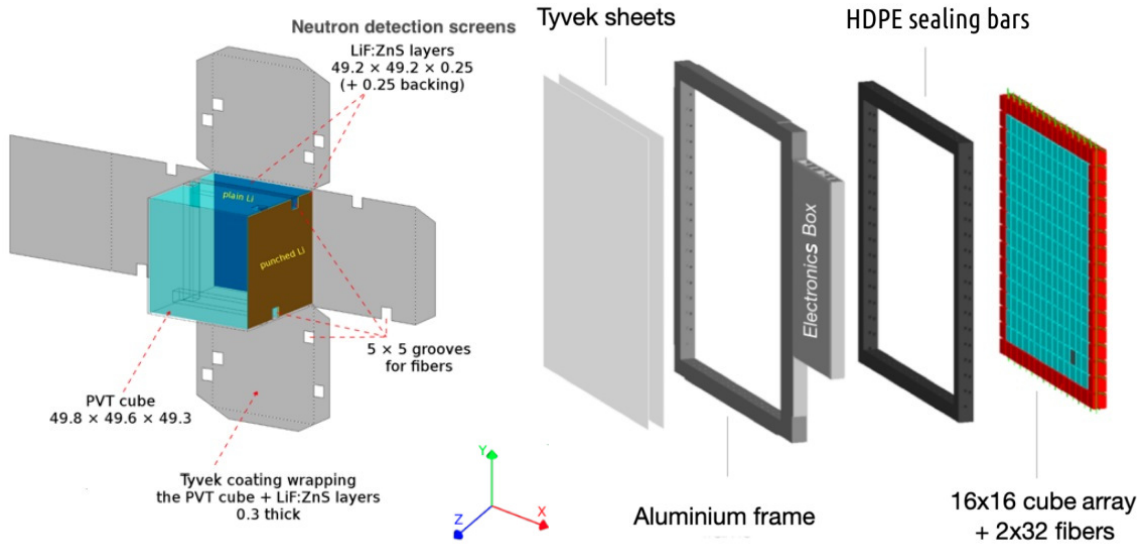 Neutron detection screens
LiF:ZnS layers
49.2 × 49.2 × 0.25
(+ 0.25 backing)
plain Li
punched Li
5 × 5 grooves
for fibers
PVT cube
49.8 × 49.6 × 49.3
Tyvek coating wrapping
the PVT cube + LiF:ZnS layers
0.3 thick
Y
X
Z
Tyvek sheets
Electronics Box
Aluminium frame
HDPE sealing bars
16x16 cube array
+ 2x32 fibers